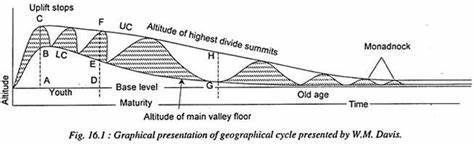 Uplift stops
C
F
UC
Altitude of highest divide summits
B
LC
H
Monadnock
E
A
D
Base level
G
Youth
Old age
Altitude
Maturity
Time
Altitude of main valley floor
Fig. 16.1 : Graphical presentation of geographical cycle presented by W.M. Davis.